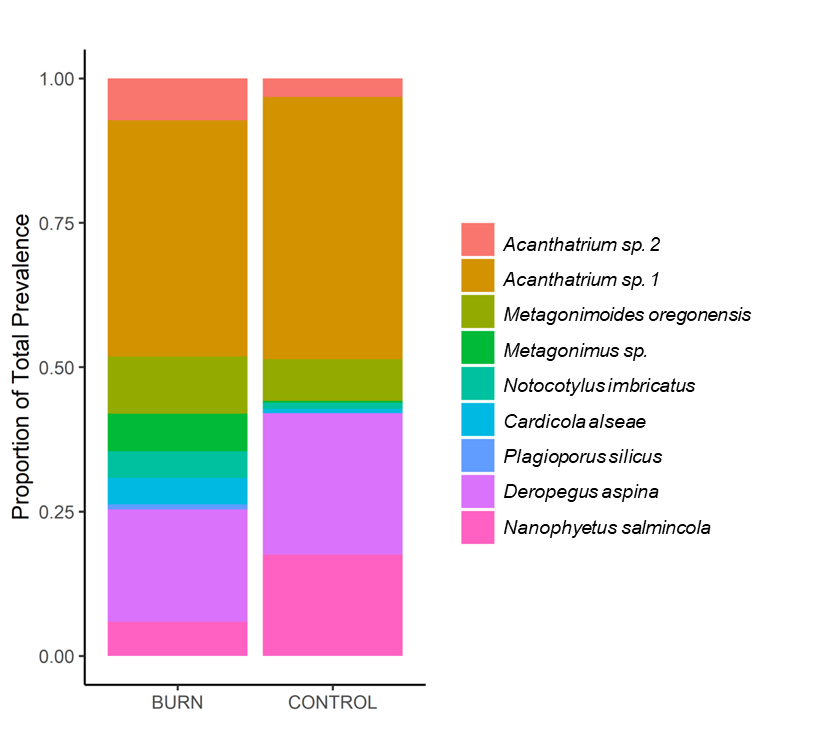 Proportion of Total Prevalence
1.00
0.75
0.50
0.25
0.00
BURN
CONTROL
Acanthatrium sp. 2
Acanthatrium sp. 1
Metagonimoides oregonensis
Metagonimus sp.
Notocotylus imbricatus
Cardicola alseae
Plagioporus silicus
Deropegus aspina
Nanophyetus salmincola